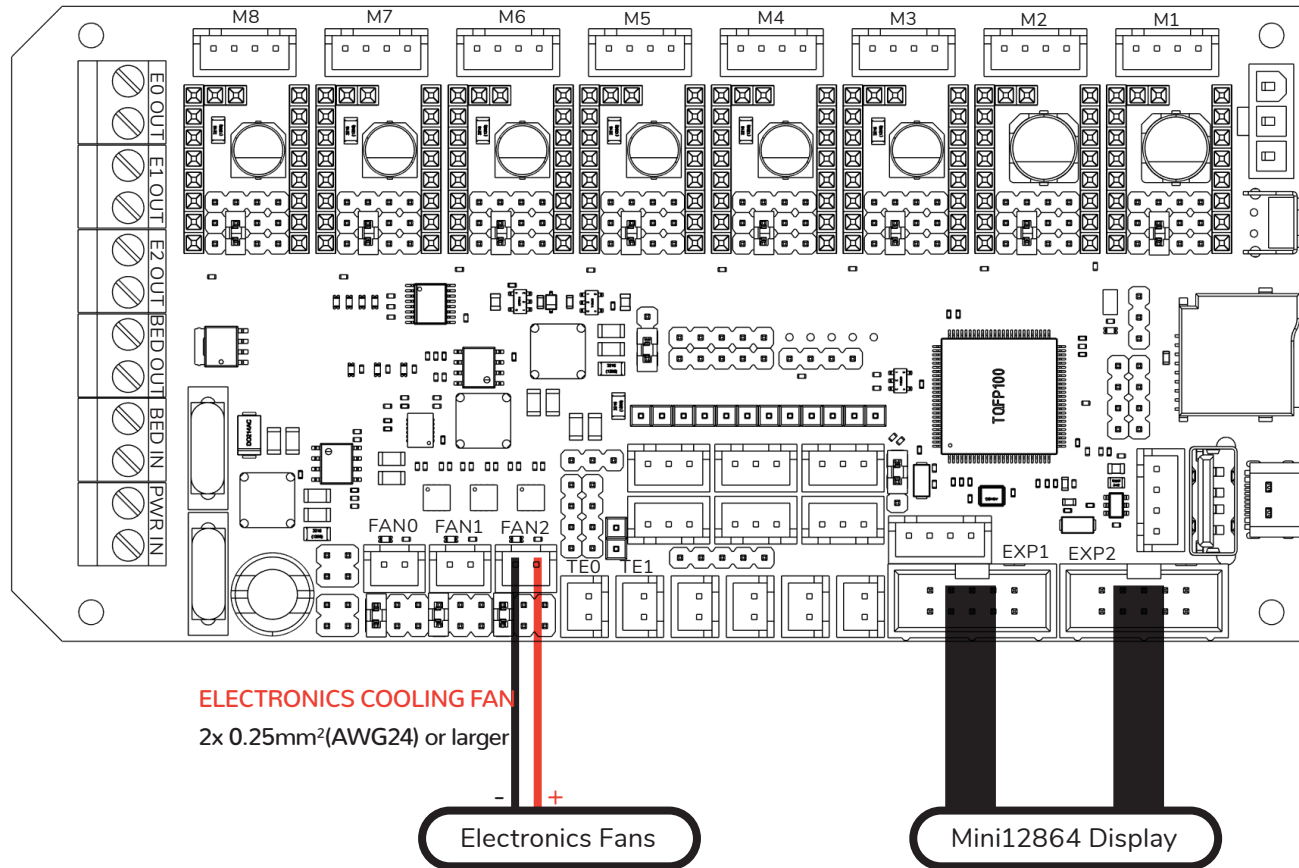 M8 M7 M6 M5 M4 M3 M2 M1
E0 OUT
E1 OUT
E2 OUT
BED OUT
BED IN
PWR IN
DO214AC
TQFP100
FAN0 FAN1 FAN2
TE0 TE1
EXP1 EXP2
ELECTRONICS COOLING FAN
2x 0.25mm²(AWG24) or larger
- +
Electronics Fans
Mini12864 Display